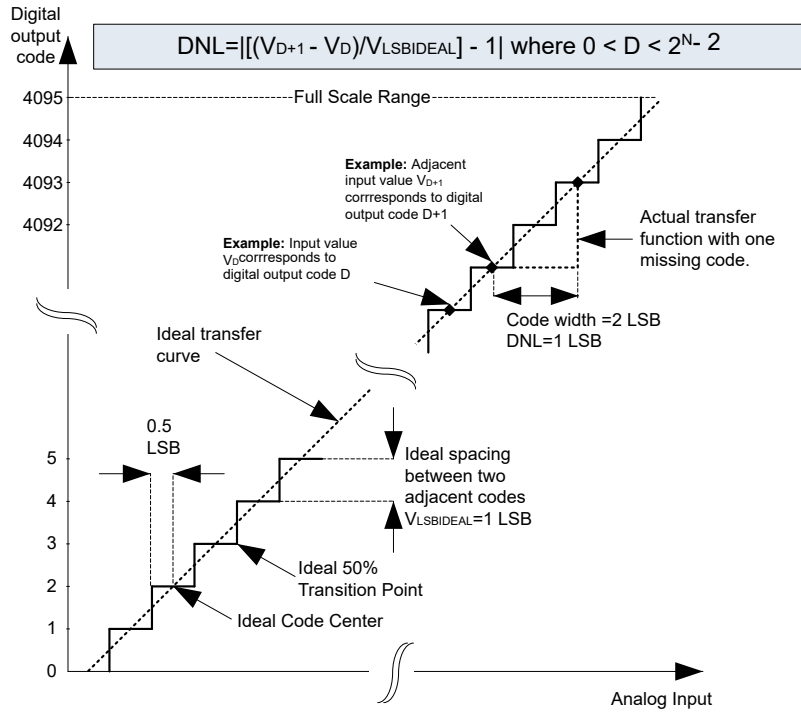 Digital
output
code
DNL=|[(VD+1 - VD)/VLSBIDEAL] - 1| where 0 < D < 2^N - 2
Full Scale Range
4095
4094
4093
4092
Example: Adjacent
input value VD+1
corrresponds to digital
output code D+1
Example: Input value
VDcorrresponds to
digital output code D
Actual transfer
function with one
missing code.
Code width =2 LSB
DNL=1 LSB
Ideal transfer
curve
0.5
LSB
5
4
3
2
1
0
Ideal spacing
between two
adjacent codes
VLSBIDEAL=1 LSB
Ideal 50%
Transition Point
Ideal Code Center
Analog Input